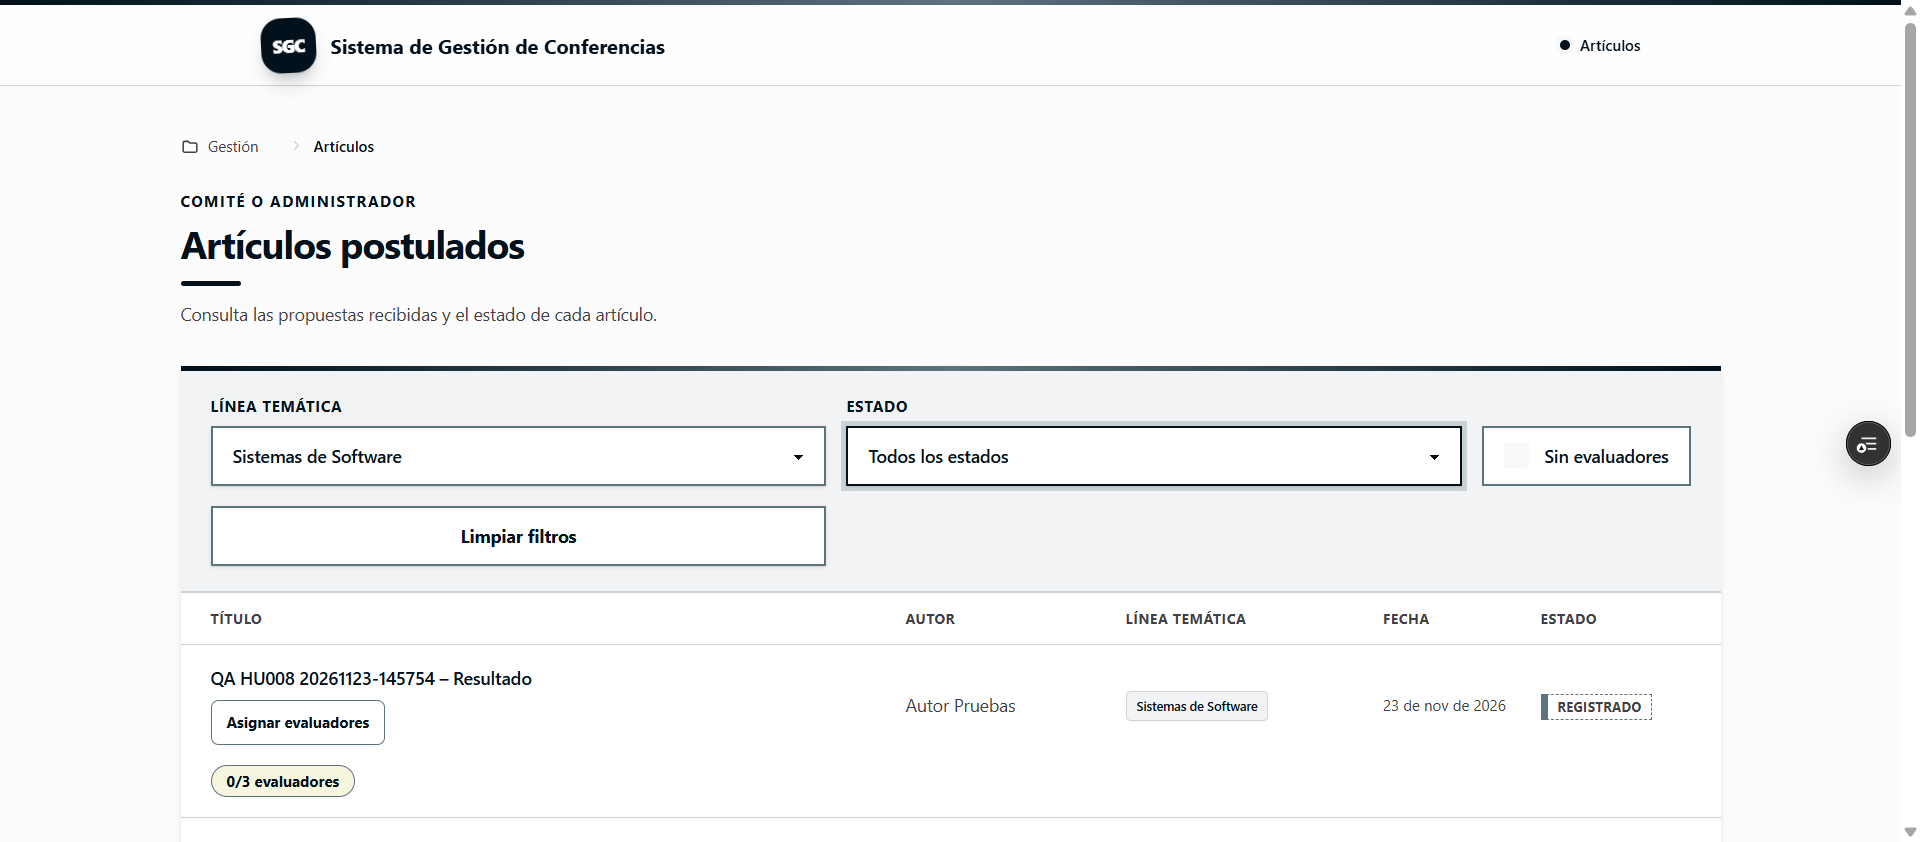 SGC Sistema de Gestión de Conferencias
Artículos
Gestión
Artículos
COMITÉ O ADMINISTRADOR
Artículos postulados
Consulta las propuestas recibidas y el estado de cada artículo.
LÍNEA TEMÁTICA
Sistemas de Software
ESTADO
Todos los estados
Sin evaluadores
Limpiar filtros
TÍTULO AUTOR LÍNEA TEMÁTICA FECHA ESTADO
QA HU008 20261123-145754 – Resultado
Asignar evaluadores
0/3 evaluadores
Autor Pruebas
Sistemas de Software
23 de nov de 2026
REGISTRADO